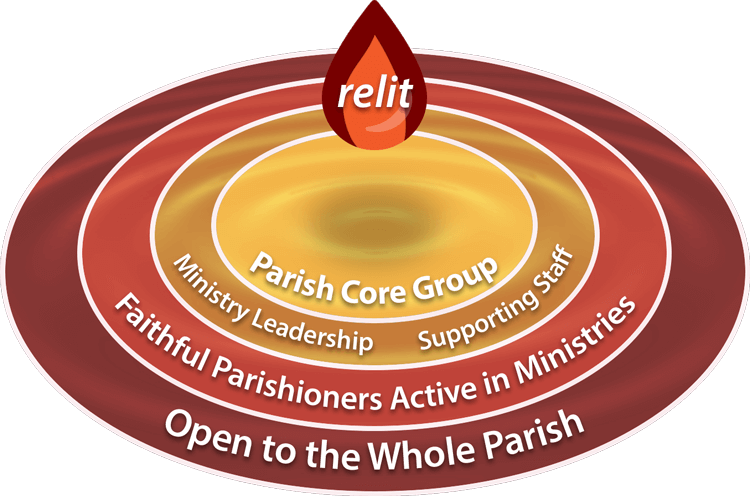 relit
Parish Core Group
Ministry Leadership
Supporting Staff
Faithful Parishioners Active in Ministries
Open to the Whole Parish